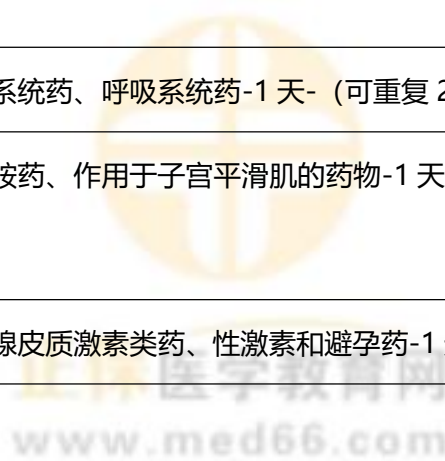 系统药、呼吸系统药-1 天-（可重复 2
胺药、作用于子宫平滑肌的药物-1 天
腺皮质激素类药、性激素和避孕药-1
正保医学教育网
www.med66.com